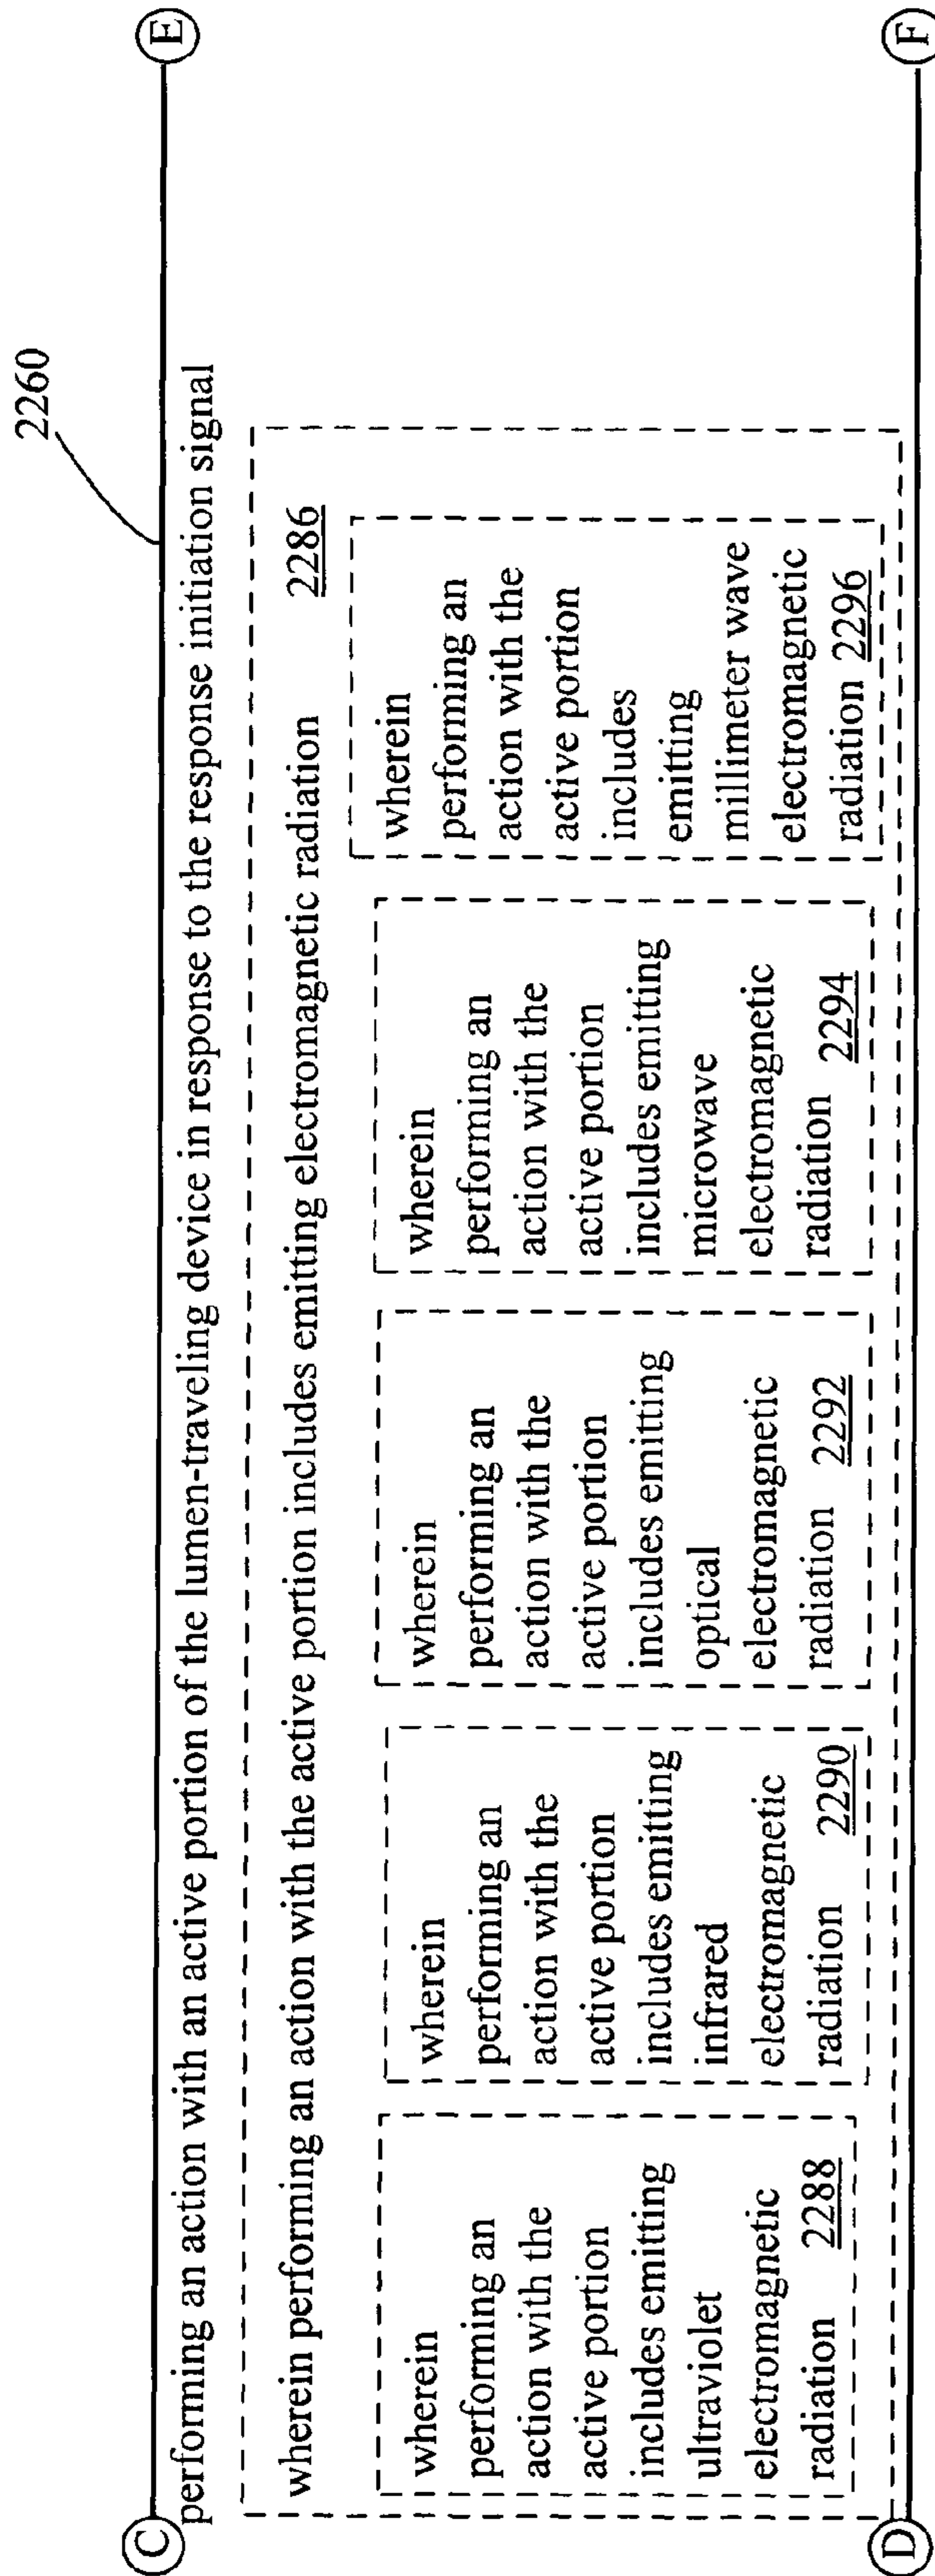 2260
C
E
performing an action with an active portion of the lumen-traveling device in response to the response initiation signal
wherein performing an action with the active portion includes emitting electromagnetic radiation 2286
wherein
performing an
action with the
active portion
includes emitting
ultraviolet
electromagnetic
radiation 2288
wherein
performing an
action with the
active portion
includes emitting
infrared
electromagnetic
radiation 2290
wherein
performing an
action with the
active portion
includes emitting
optical
electromagnetic
radiation 2292
wherein
performing an
action with the
active portion
includes emitting
microwave
electromagnetic
radiation 2294
wherein
performing an
action with the
active portion
includes
emitting
millimeter wave
electromagnetic
radiation 2296
D
F